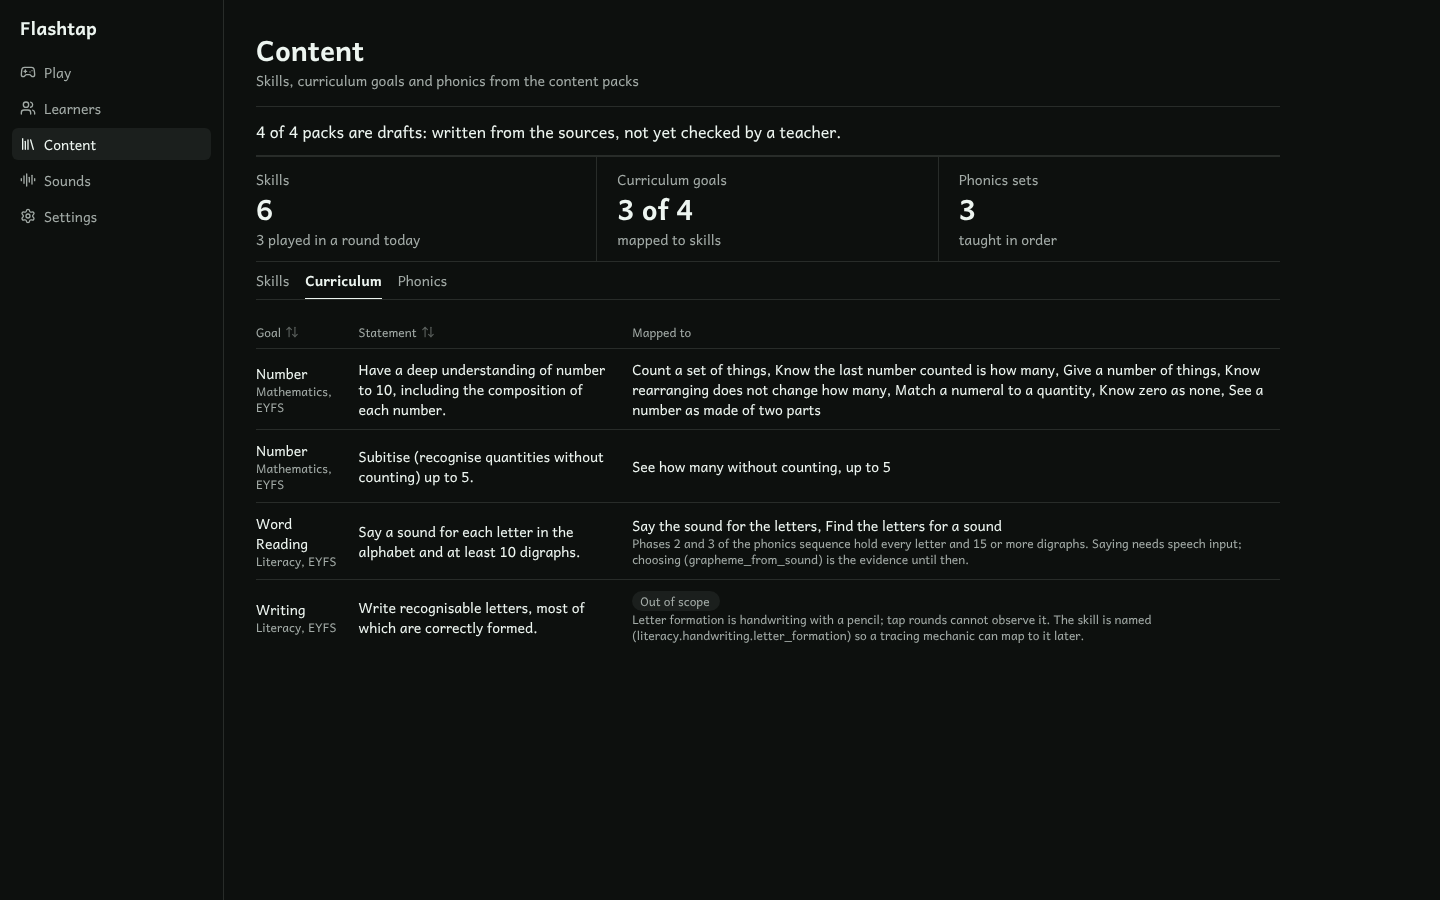 Flashtap
Play
Learners
Content
Sounds
Settings
Content
Skills, curriculum goals and phonics from the content packs
4 of 4 packs are drafts: written from the sources, not yet checked by a teacher.
Skills
6
3 played in a round today
Curriculum goals
3 of 4
mapped to skills
Phonics sets
3
taught in order
Skills Curriculum Phonics
Goal Statement Mapped to
Number
Mathematics,
EYFS
Have a deep understanding of number
to 10, including the composition of
each number.
Count a set of things, Know the last number counted is how many, Give a number of things, Know
rearranging does not change how many, Match a numeral to a quantity, Know zero as none, See a
number as made of two parts
Number
Mathematics,
EYFS
Subitise (recognise quantities without
counting) up to 5.
See how many without counting, up to 5
Word
Reading
Literacy, EYFS
Say a sound for each letter in the
alphabet and at least 10 digraphs.
Say the sound for the letters, Find the letters for a sound
Phases 2 and 3 of the phonics sequence hold every letter and 15 or more digraphs. Saying needs speech input;
choosing (grapheme_from_sound) is the evidence until then.
Writing
Literacy, EYFS
Write recognisable letters, most of
which are correctly formed.
Out of scope
Letter formation is handwriting with a pencil; tap rounds cannot observe it. The skill is named
(literacy.handwriting.letter_formation) so a tracing mechanic can map to it later.